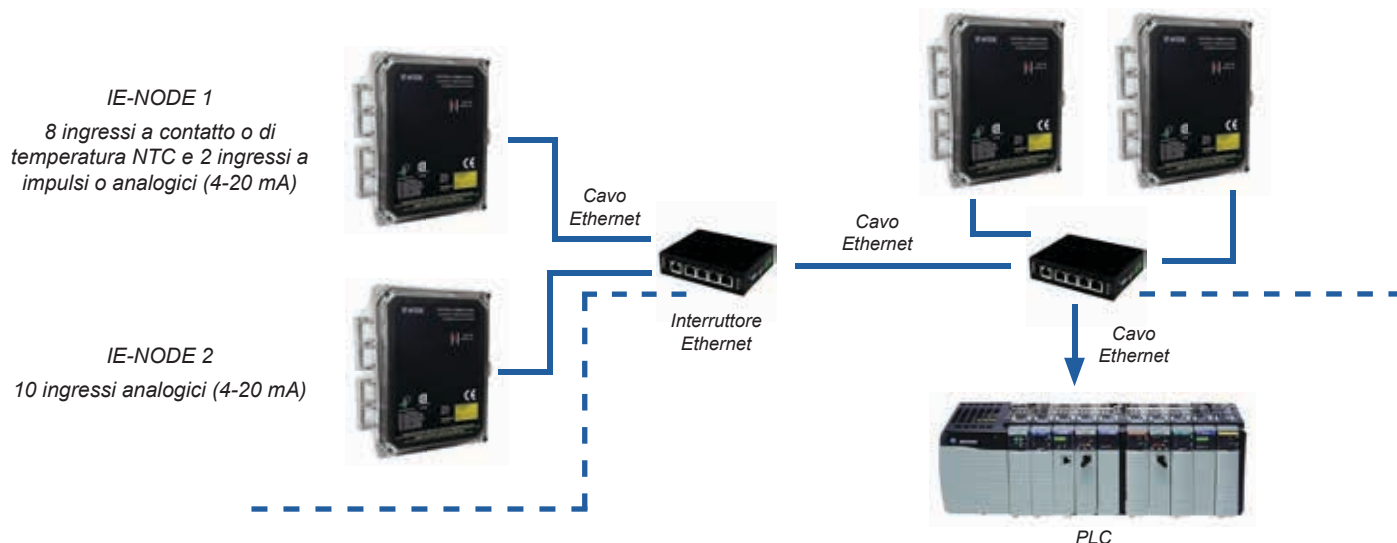 IE-NODE 1
8 ingressi a contatto o di
temperatura NTC e 2 ingressi a
impulsi o analogici (4-20 mA)
Cavo
Ethernet
Cavo
Ethernet
Interruttore
Ethernet
IE-NODE 2
10 ingressi analogici (4-20 mA)
Cavo
Ethernet
PLC